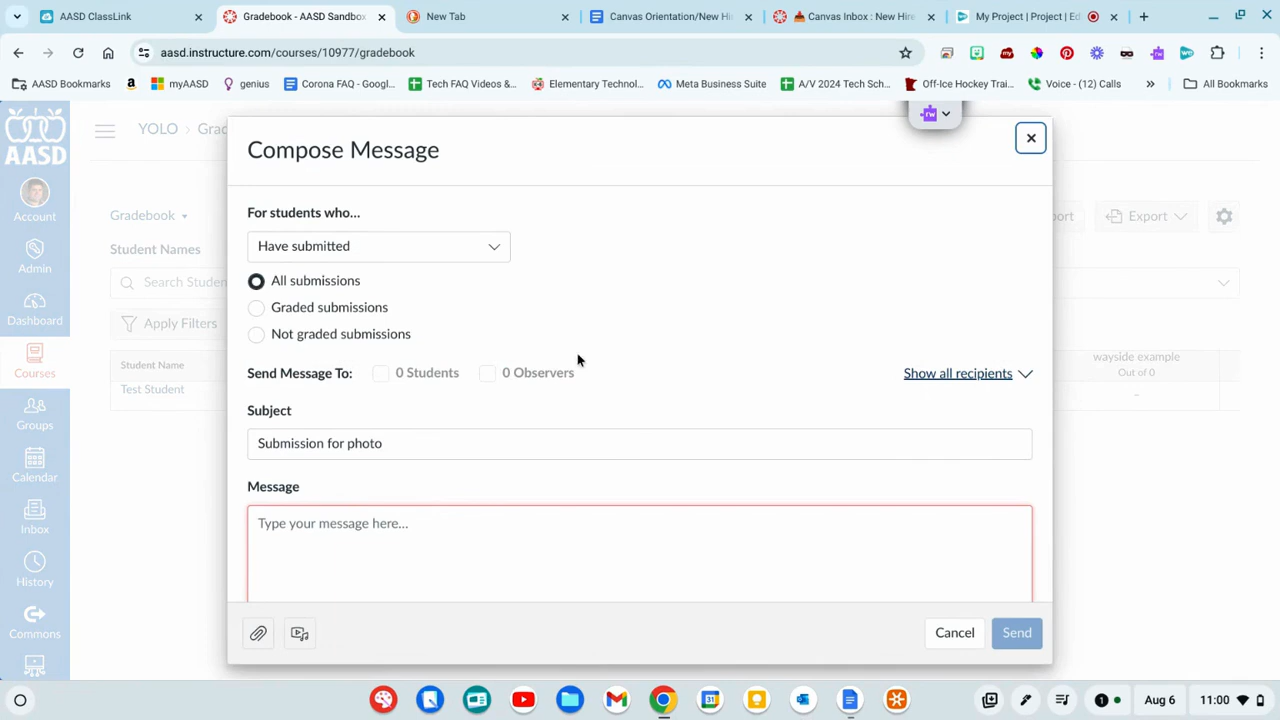 AASD ClassLink
Gradebook - AASD Sandbox
New Tab
Canvas Orientation/New Hi
Canvas Inbox : New Hire
My Project | Project | Ed
aasd.instructure.com/courses/10977/gradebook
AASD Bookmarks
myAASD
genius
Corona FAQ - Googl...
Tech FAQ Videos &...
Elementary Technol...
Meta Business Suite
A/V 2024 Tech Sch...
Off-Ice Hockey Trai...
Voice - (12) Calls
All Bookmarks
AASD
Account
Admin
Dashboard
Courses
Groups
Calendar
Inbox
History
Commons
YOLO
Grad
Gradebook
Student Names
Search Studen
Apply Filters
Student Name
Test Student
port
Export
wayside example
Out of 0
-
Compose Message
For students who...
Have submitted
All submissions
Graded submissions
Not graded submissions
Send Message To:
0 Students
0 Observers
Show all recipients
Subject
Submission for photo
Message
Type your message here...
Cancel
Send
1
Aug 6
11:00